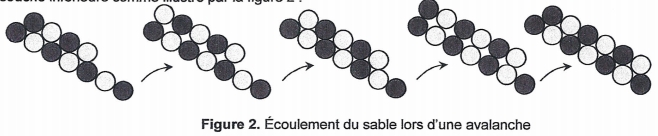 couche inférieure comme illustré par la figure 2 :
Figure 2. Écoulement du sable lors d'une avalanche